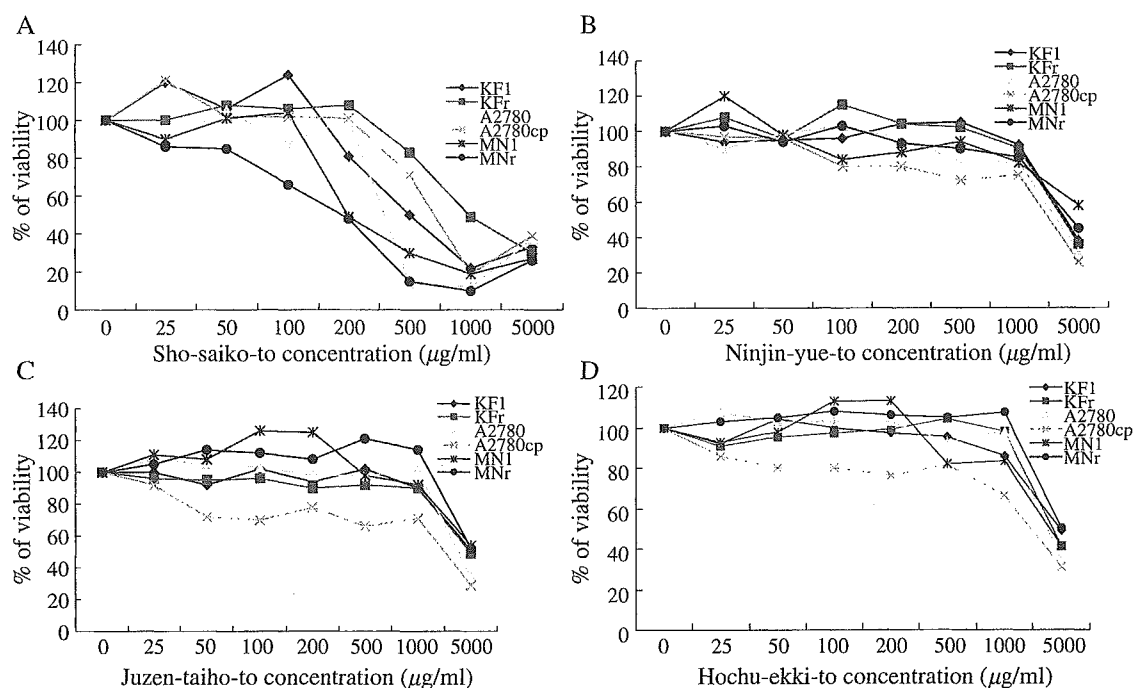 A
140
120
100
80
60
40
20
0
% of viability
0 25 50 100 200 500 1000 5000
Sho-saiko-to concentration (μg/ml)
KF1
KFr
A2780
A2780cp
MN1
MNr
B
140
120
100
80
60
40
20
0
% of viability
0 25 50 100 200 500 1000 5000
Ninjin-yue-to concentration (μg/ml)
KF1
KFr
A2780
A2780cp
MN1
MNr
C
140
120
100
80
60
40
20
0
% of viability
0 25 50 100 200 500 1000 5000
Juzen-taiho-to concentration (μg/ml)
KF1
KFr
A2780
A2780cp
MN1
MNr
D
120
100
80
60
40
20
0
% of viability
0 25 50 100 200 500 1000 5000
Hochu-ekki-to concentration (μg/ml)
KF1
KFr
A2780
A2780cp
MN1
MNr